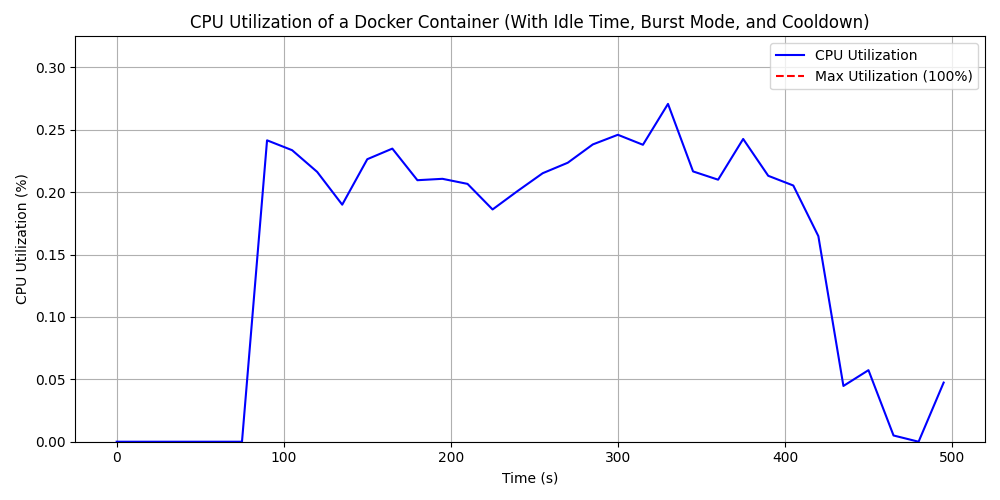 CPU Utilization of a Docker Container (With Idle Time, Burst Mode, and Cooldown)
CPU Utilization
Max Utilization (100%)
0.30
0.25
0.20
0.15
0.10
0.05
0.00
CPU Utilization (%)
0 100 200 300 400 500
Time (s)